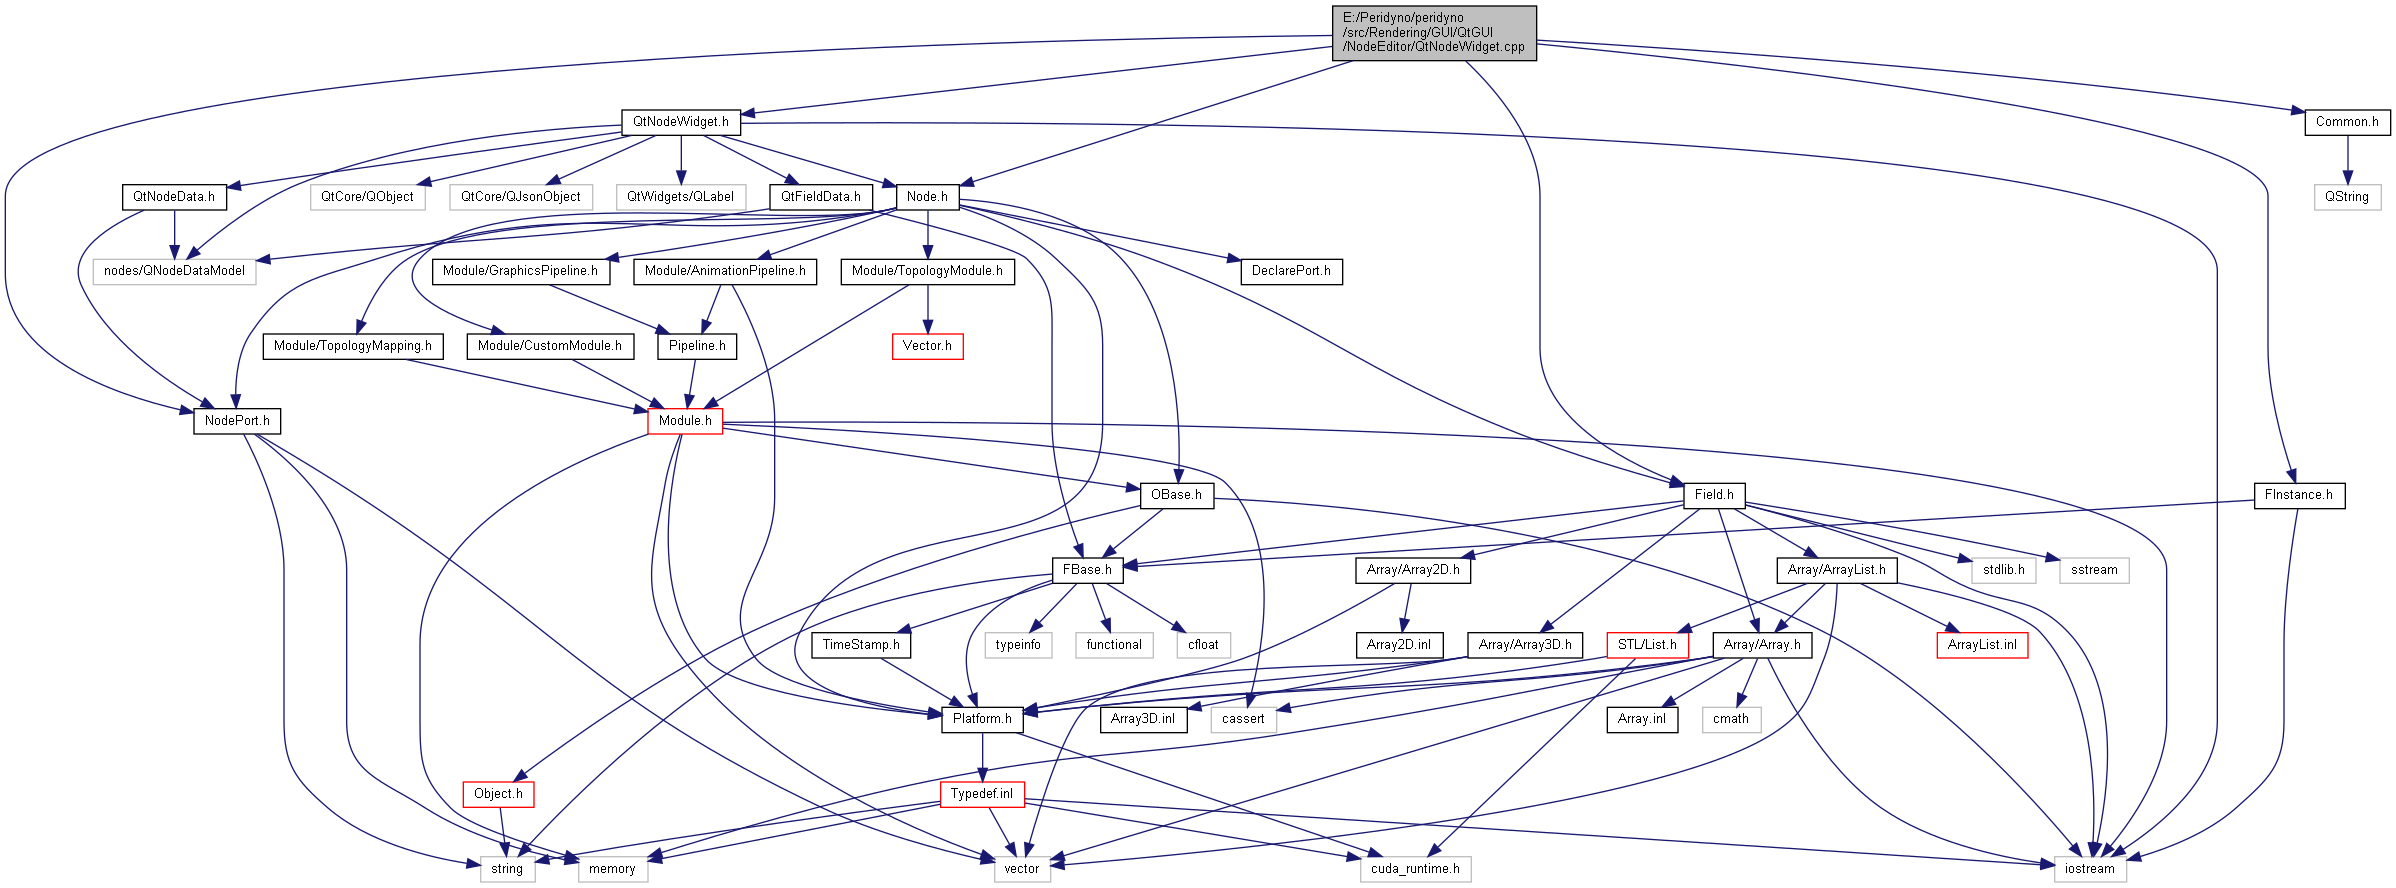 E:/Peridyno/peridyno
/src/Rendering/GUI/QtGUI
/NodeEditor/QtNodeWidget.cpp
QtNodeWidget.h
Common.h
QtNodeData.h
QtCore/QObject
QtCore/QJsonObject
QtWidgets/QLabel
QtFieldData.h
Node.h
QString
nodes/QNodeDataModel
Module/GraphicsPipeline.h
Module/AnimationPipeline.h
Module/TopologyModule.h
DeclarePort.h
Module/TopologyMapping.h
Module/CustomModule.h
Pipeline.h
Vector.h
NodePort.h
Module.h
OBase.h
Field.h
FInstance.h
FBase.h
Array/Array2D.h
Array/ArrayList.h
stdlib.h
sstream
TimeStamp.h
typeinfo
functional
cfloat
Array2D.inl
Array/Array3D.h
STL/List.h
Array/Array.h
ArrayList.inl
Platform.h
Array3D.inl
cassert
Array.inl
cmath
Object.h
Typedef.inl
string
memory
vector
cuda_runtime.h
iostream